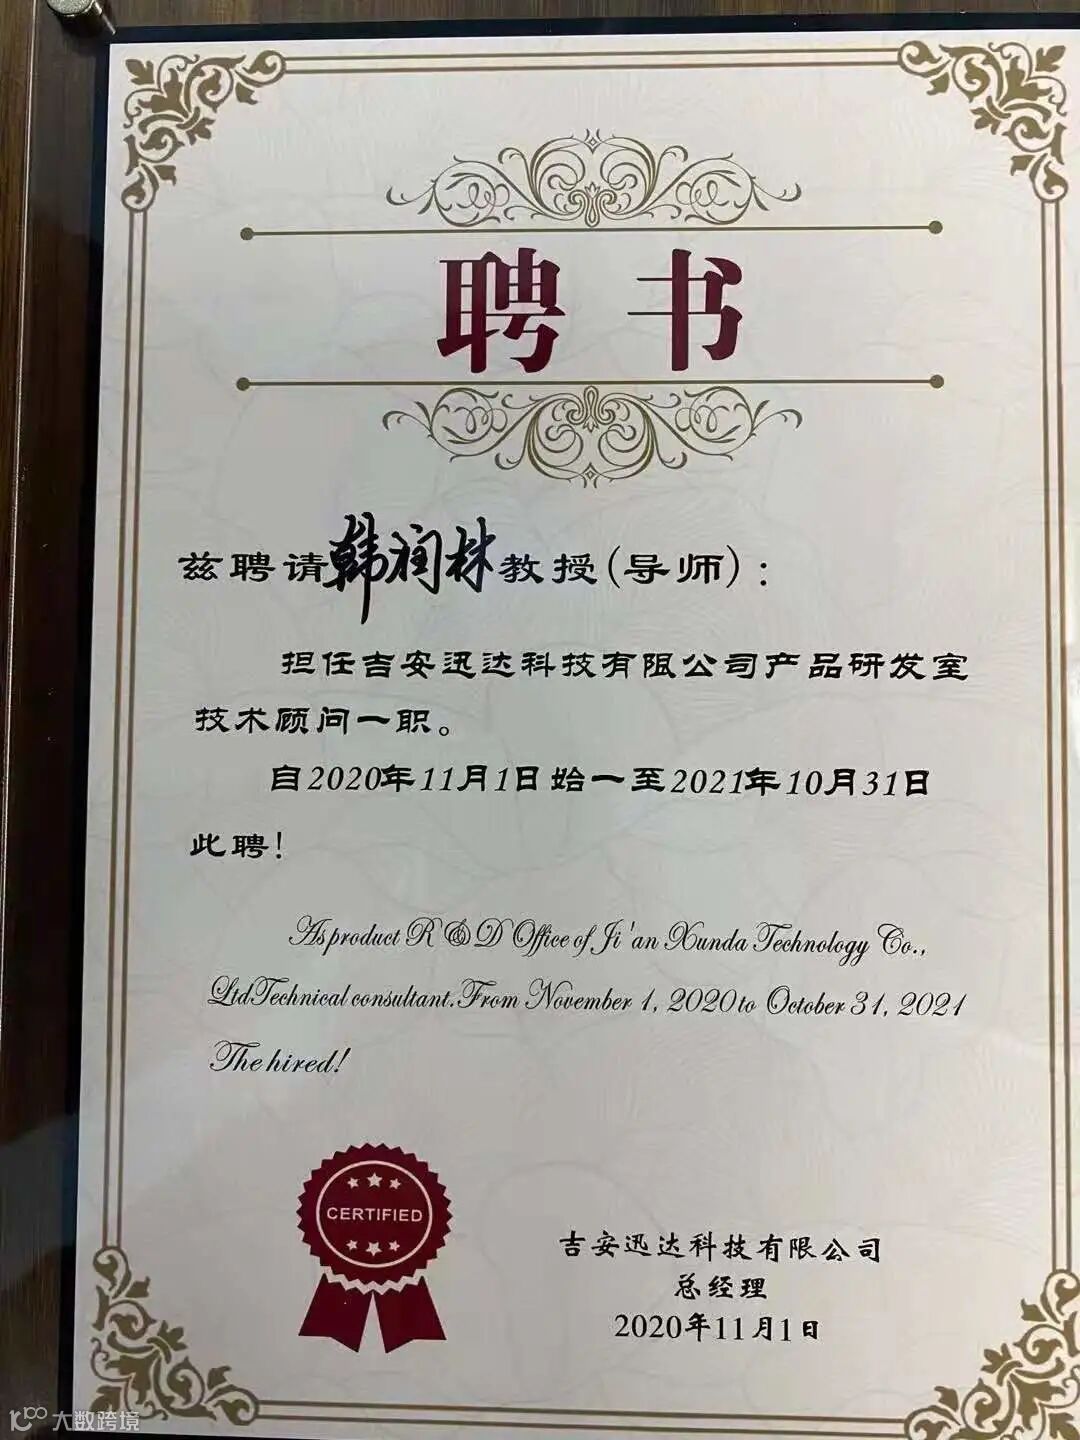 聘书
兹聘请韩润林教授(导师)：
担任吉安迅达科技有限公司产品研发室
技术顾问一职。
自2020年11月1日始一至2021年10月31日
此聘！
As product R & D Office of Ji'an Xunda Technology Co.,
Ltd Technical consultant. From November 1, 2020 to October 31, 2021
The hired!
CERTIFIED
吉安迅达科技有限公司
总经理
2020年11月1日
大数跨境